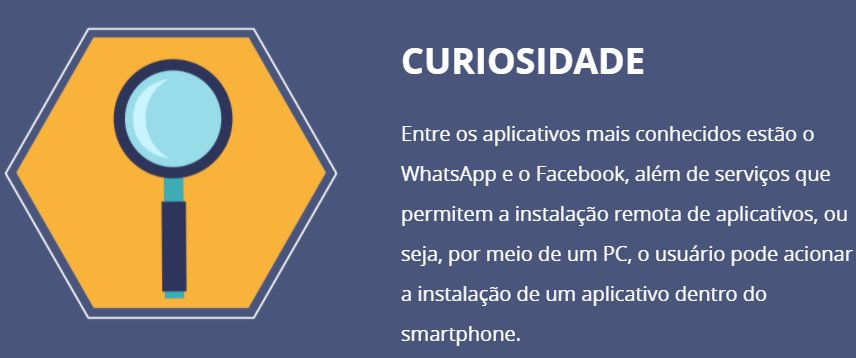 CURIOSIDADE
Entre os aplicativos mais conhecidos estão o
WhatsApp e o Facebook, além de serviços que
permitem a instalação remota de aplicativos, ou
seja, por meio de um PC, o usuário pode acionar
a instalação de um aplicativo dentro do
smartphone.